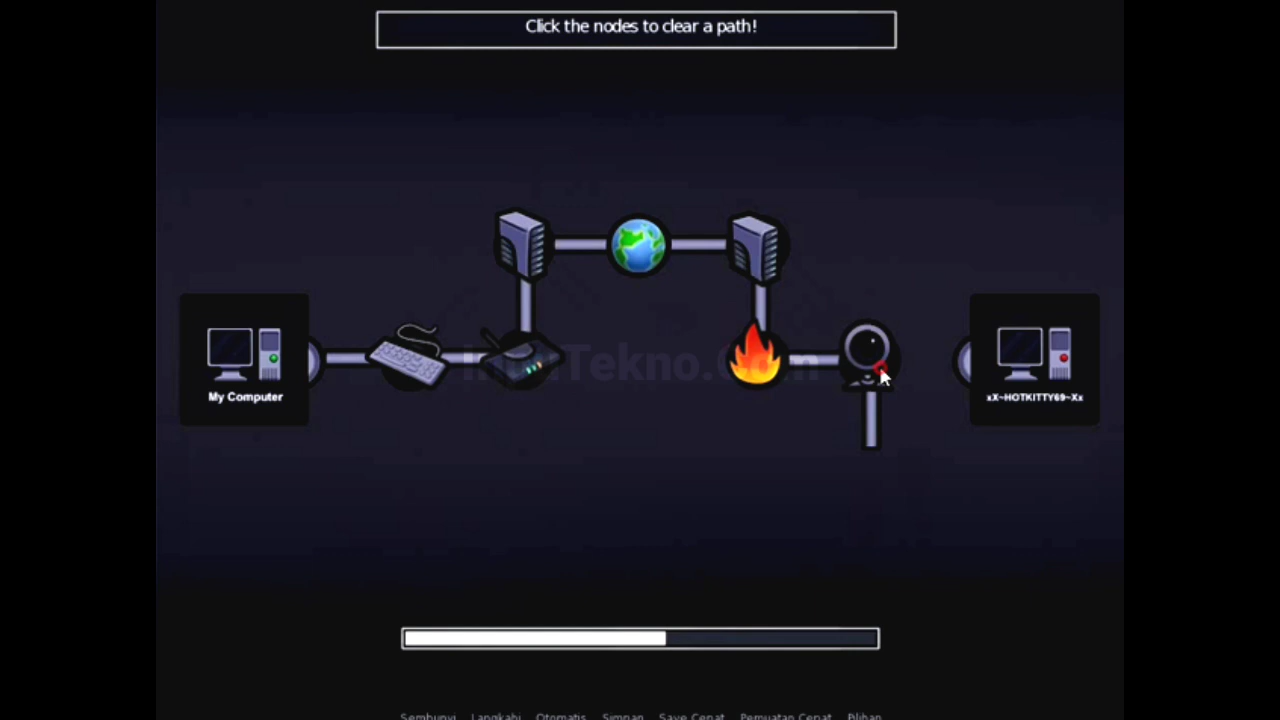 Click the nodes to clear a path!
My Computer
xX~HOTKITTY69~Xx
Sembunyi Langkahi Otomatis Simpan Save Cepat Pemuatan Cepat Pilihan